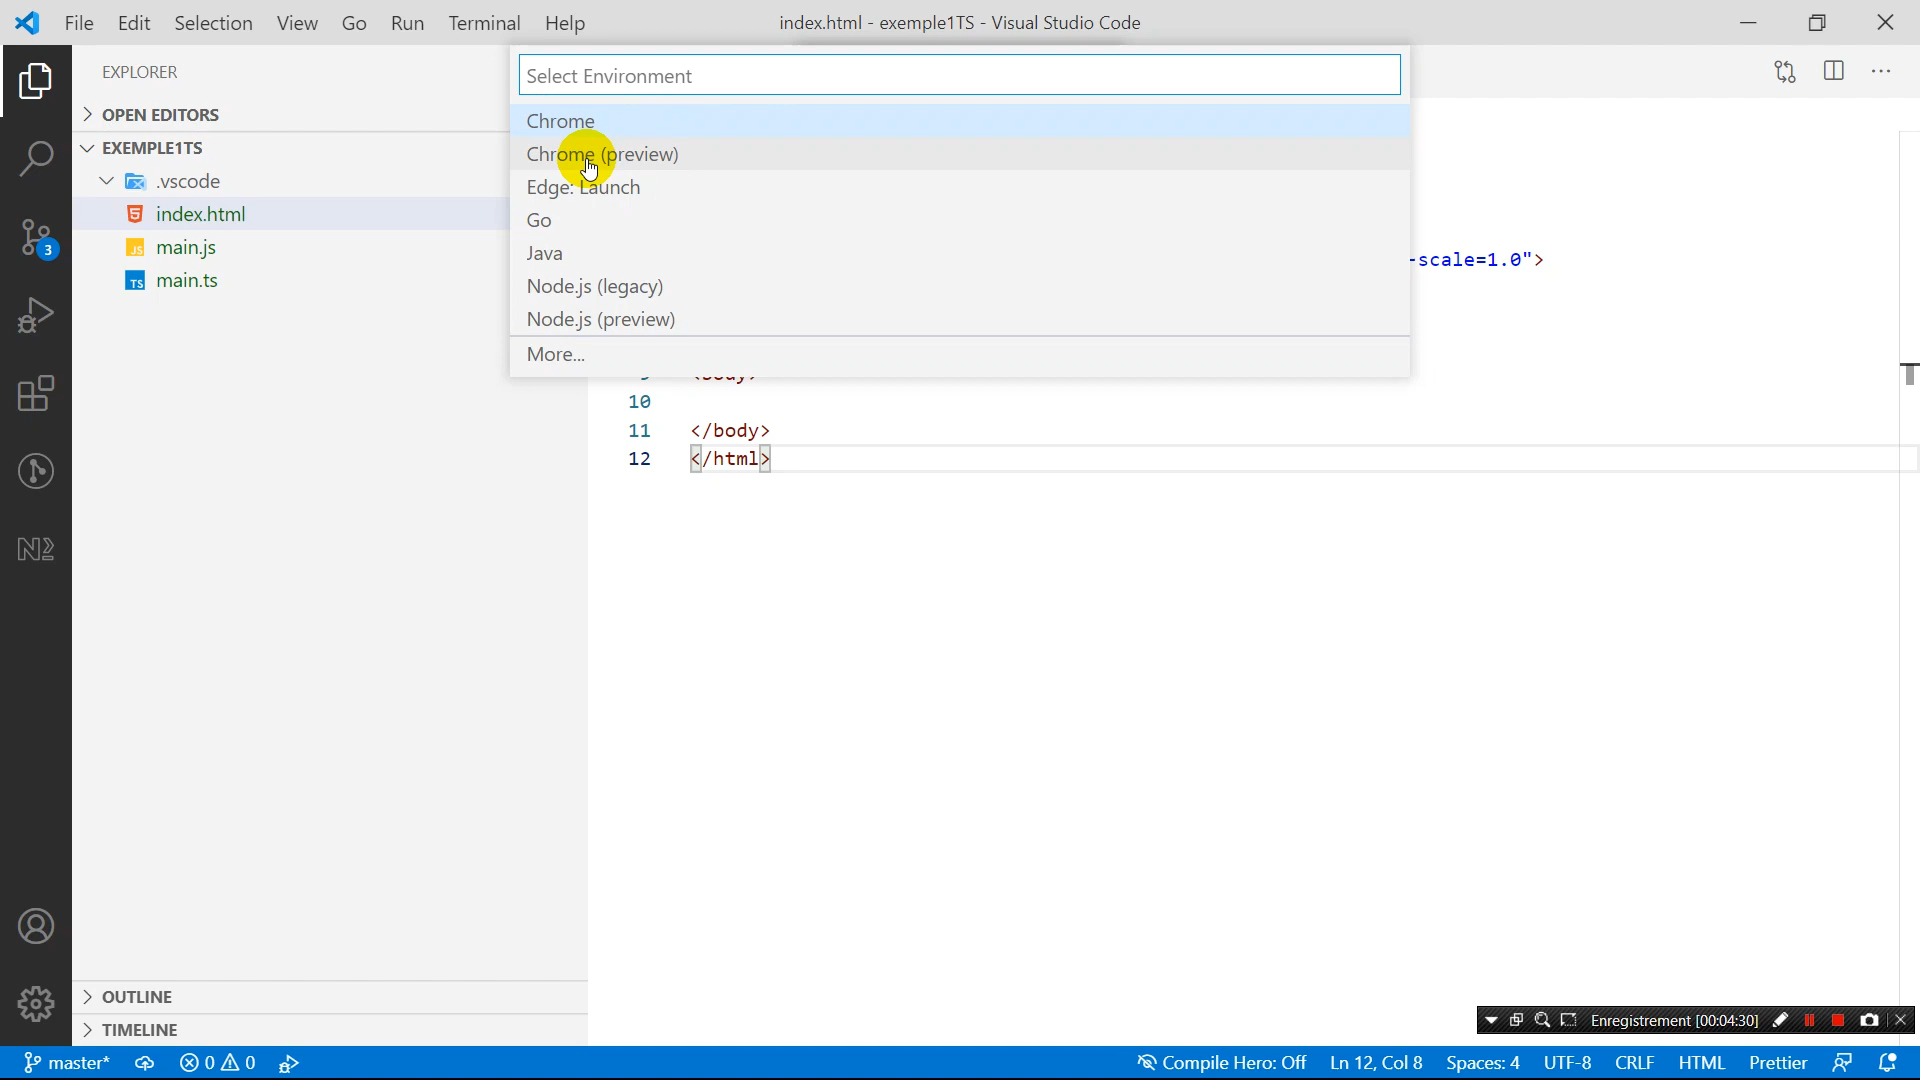 File Edit Selection View Go Run Terminal Help
index.html - exemple1TS - Visual Studio Code
EXPLORER
OPEN EDITORS
EXEMPLE1TS
.vscode
index.html
JS main.js
TS main.ts
OUTLINE
TIMELINE
3
Select Environment
Chrome
Chrome (preview)
Edge: Launch
Go
Java
Node.js (legacy)
Node.js (preview)
More...
-scale=1.0">
10
11 </body>
12 </html>
Enregistrement [00:04:30]
master* 0 0 Compile Hero: Off Ln 12, Col 8 Spaces: 4 UTF-8 CRLF HTML Prettier